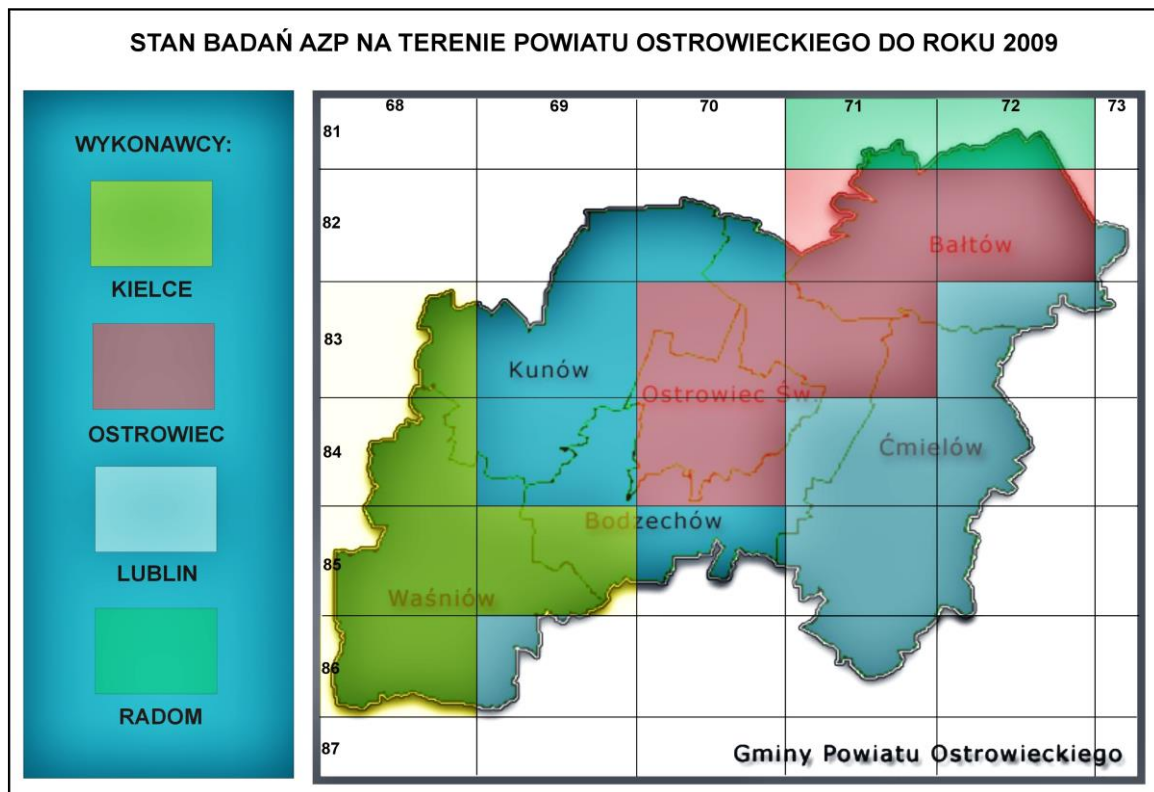 STAN BADAŃ AZP NA TERENIE POWIATU OSTROWIECKIEGO DO ROKU 2009
WYKONAWCY:
KIELCE
OSTROWIEC
LUBLIN
RADOM
68 69 70 71 72 73
81
82
83
84
85
86
87
Bałtów
Kunów
Ostrowiec Św.
Ćmielów
Bodzechów
Waśniów
Gminy Powiatu Ostrowieckiego